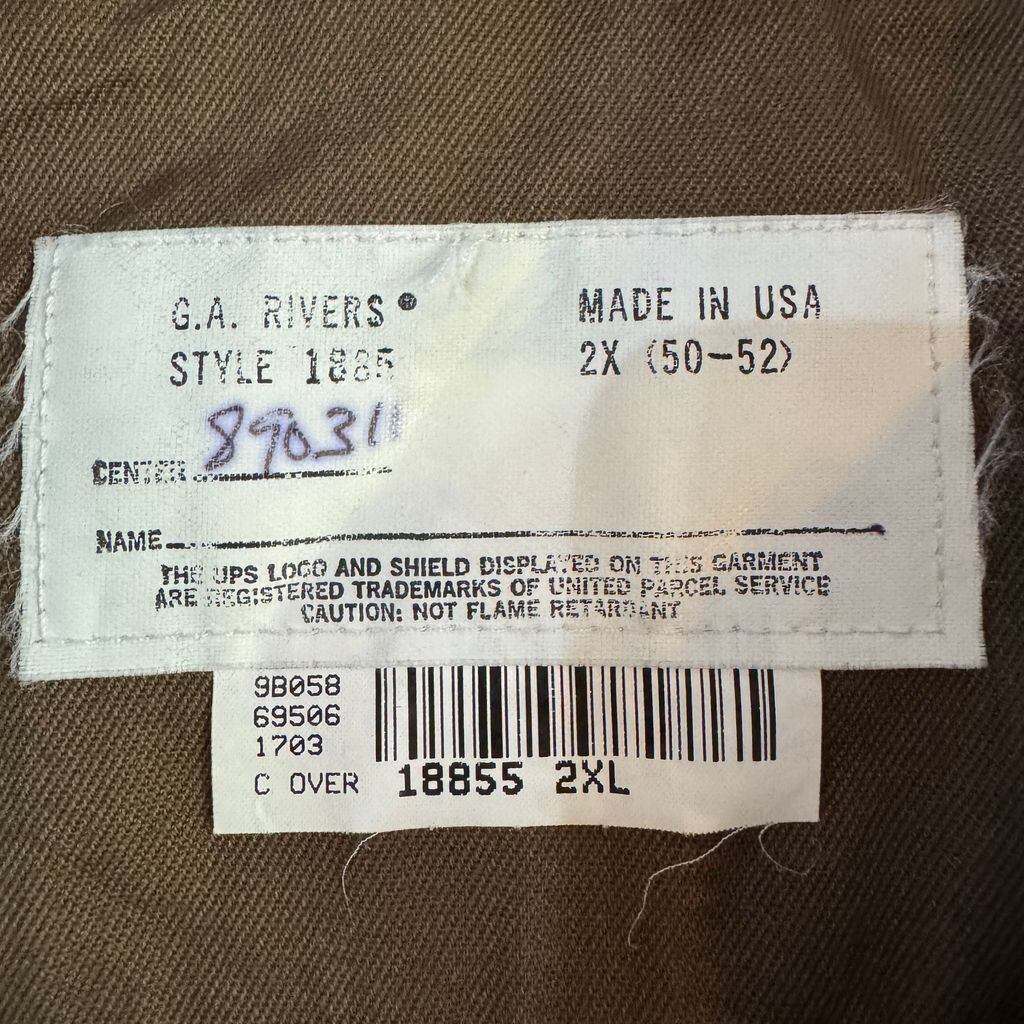 G.A. RIVERS®
MADE IN USA
STYLE 1885
2X (50-52)
CENTER 890311
NAME
THE UPS LOGO AND SHIELD DISPLAYED ON THIS GARMENT
ARE REGISTERED TRADEMARKS OF UNITED PARCEL SERVICE
CAUTION: NOT FLAME RETARDANT
9B058
69506
1703
C OVER
18855 2XL